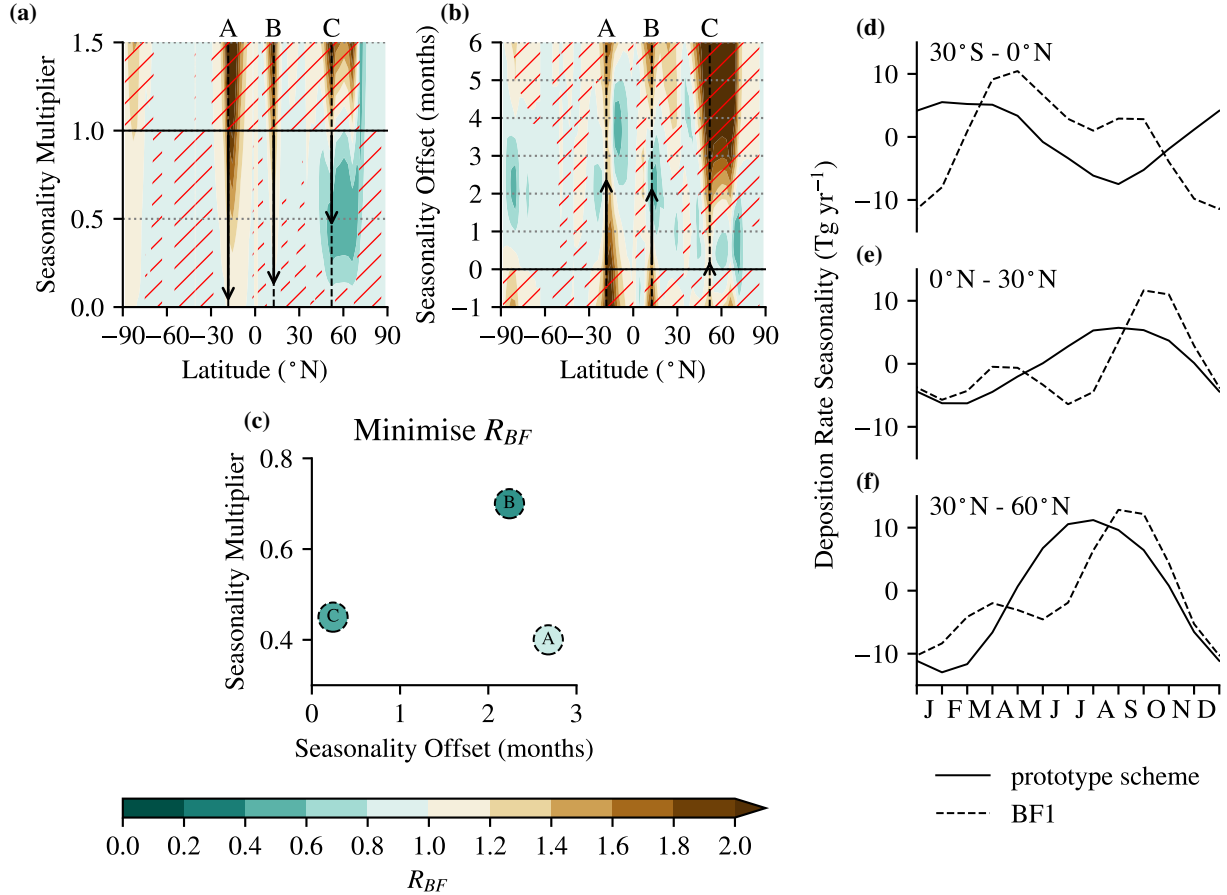 (a)
A B C
Seasonality Multiplier
1.5
1.0
0.5
0.0
−90 −60 −30 0 30 60 90
Latitude (°N)
(b)
A B C
Seasonality Offset (months)
6
5
4
3
2
1
0
−1
−90 −60 −30 0 30 60 90
Latitude (°N)
(c)
Minimise R_BF
Seasonality Multiplier
0.8
0.6
0.4
B
C
A
0 1 2 3
Seasonality Offset (months)
0.0 0.2 0.4 0.6 0.8 1.0 1.2 1.4 1.6 1.8 2.0
R_BF
Deposition Rate Seasonality (Tg yr⁻¹)
(d)
30°S - 0°N
10
0
−10
(e)
0°N - 30°N
10
0
−10
(f)
30°N - 60°N
10
0
−10
J F M A M J J A S O N D
prototype scheme
BF1